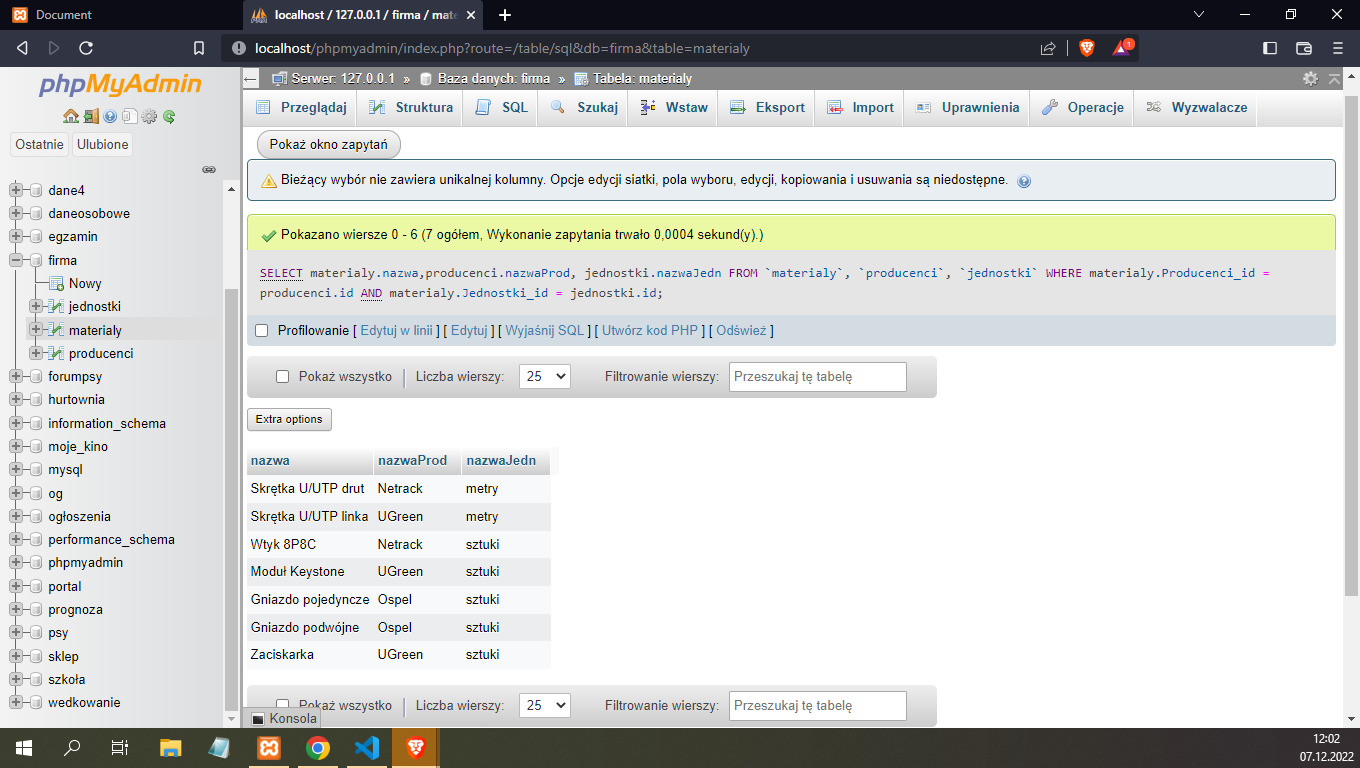 Document
localhost / 127.0.0.1 / firma / mate
localhost/phpmyadmin/index.php?route=/table/sql&db=firma&table=materialy
1
phpMyAdmin
Ostatnie
Ulubione
dane4
daneosobowe
egzamin
firma
Nowy
jednostki
materialy
producenci
forumpsy
hurtownia
information_schema
moje_kino
mysql
og
ogłoszenia
performance_schema
phpmyadmin
portal
prognoza
psy
sklep
szkoła
wedkowanie
Serwer: 127.0.0.1 » Baza danych: firma » Tabela: materialy
Przeglądaj Struktura SQL Szukaj Wstaw Eksport Import Uprawnienia Operacje Wyzwalacze
Pokaż okno zapytań
Bieżący wybór nie zawiera unikalnej kolumny. Opcje edycji siatki, pola wyboru, edycji, kopiowania i usuwania są niedostępne.
Pokazano wiersze 0 - 6 (7 ogółem, Wykonanie zapytania trwało 0,0004 sekund(y).)
SELECT materialy.nazwa,producenci.nazwaProd, jednostki.nazwaJedn FROM `materialy`, `producenci`, `jednostki` WHERE materialy.Producenci_id =
producenci.id AND materialy.Jednostki_id = jednostki.id;
Profilowanie [ Edytuj w linii ] [ Edytuj ] [ Wyjaśnij SQL ] [ Utwórz kod PHP ] [ Odśwież ]
Pokaż wszystko Liczba wierszy: 25 Filtrowanie wierszy: Przeszukaj tę tabelę
Extra options
nazwa nazwaProd nazwaJedn
Skrętka U/UTP drut Netrack metry
Skrętka U/UTP linka UGreen metry
Wtyk 8P8C Netrack sztuki
Moduł Keystone UGreen sztuki
Gniazdo pojedyncze Ospel sztuki
Gniazdo podwójne Ospel sztuki
Zaciskarka UGreen sztuki
Pokaż wszystko Liczba wierszy: 25 Filtrowanie wierszy: Przeszukaj tę tabelę
Konsola
12:02
07.12.2022